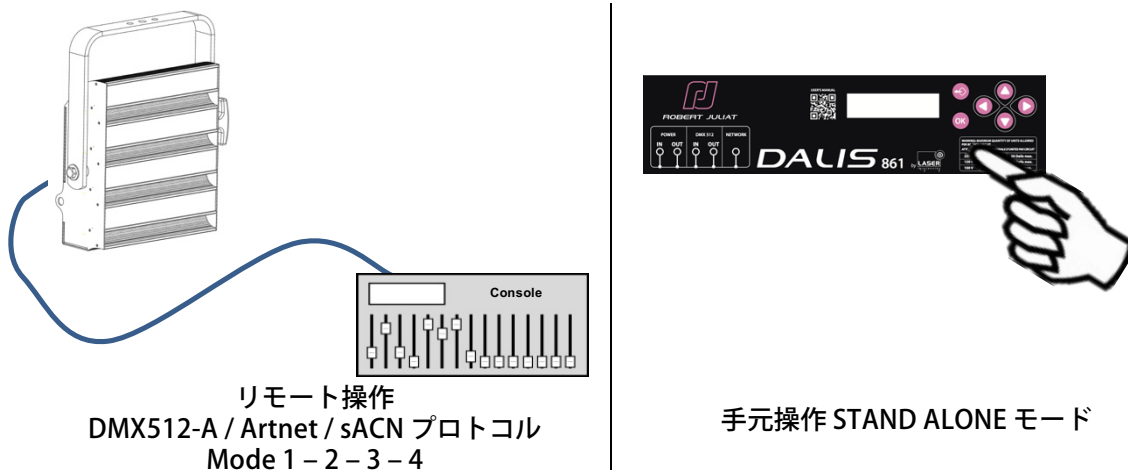 Console
リモート操作
DMX512-A / Artnet / sACN プロトコル
Mode 1 – 2 – 3 – 4
ROBERT JULIAT
USER'S MANUAL
OK
POWER DMX 512 NETWORK
IN OUT IN OUT
DALIS 861 by LASER
手元操作 STAND ALONE モード